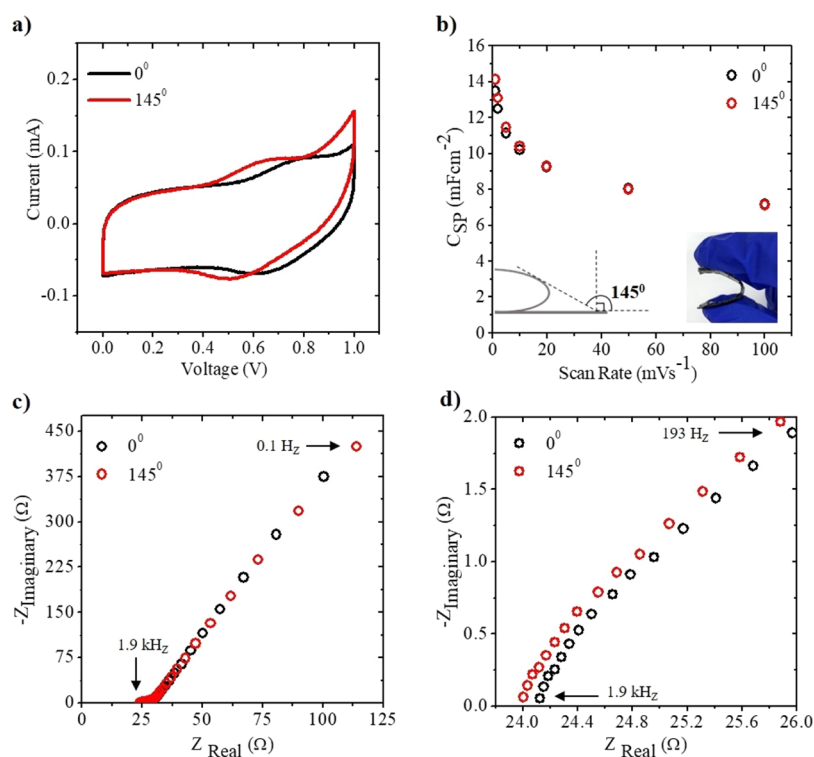 a)
0⁰
145⁰
Current (mA)
0.2
0.1
0.0
-0.1
0.0 0.2 0.4 0.6 0.8 1.0
Voltage (V)
b)
0⁰
145⁰
C_SP (mFcm⁻²)
16
14
12
10
8
6
4
2
0
145⁰
0 20 40 60 80 100
Scan Rate (mVs⁻¹)
c)
0⁰
145⁰
0.1 Hz
1.9 kHz
-Z_Imaginary (Ω)
450
375
300
225
150
75
0
0 25 50 75 100 125
Z_Real (Ω)
d)
0⁰
145⁰
193 Hz
1.9 kHz
-Z_Imaginary (Ω)
2.0
1.5
1.0
0.5
0.0
24.0 24.4 24.8 25.2 25.6 26.0
Z_Real (Ω)